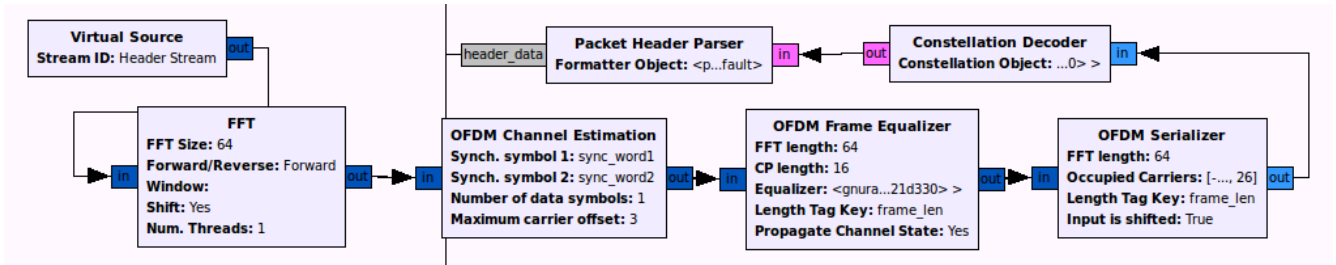 Virtual Source
Stream ID: Header Stream
out
header_data
Packet Header Parser
Formatter Object: <p...fault>
in
out
Constellation Decoder
Constellation Object: ...0> >
in
in
FFT
FFT Size: 64
Forward/Reverse: Forward
Window:
Shift: Yes
Num. Threads: 1
out
in
OFDM Channel Estimation
Synch. symbol 1: sync_word1
Synch. symbol 2: sync_word2
Number of data symbols: 1
Maximum carrier offset: 3
out
in
OFDM Frame Equalizer
FFT length: 64
CP length: 16
Equalizer: <gnura...21d330> >
Length Tag Key: frame_len
Propagate Channel State: Yes
out
in
OFDM Serializer
FFT length: 64
Occupied Carriers: [-..., 26]
Length Tag Key: frame_len
Input is shifted: True
out